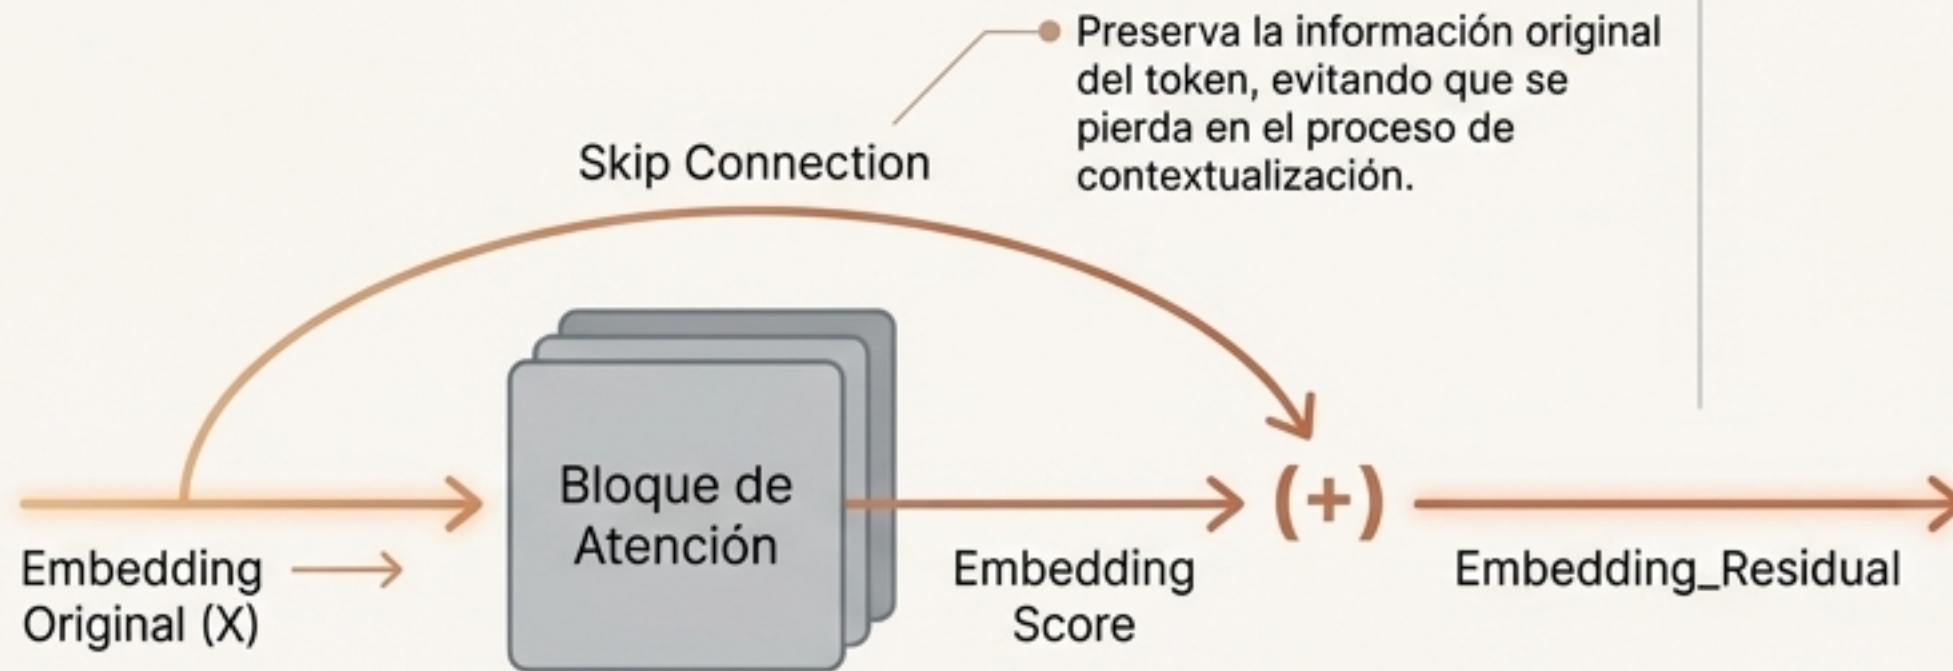 Preserva la información original
del token, evitando que se
pierda en el proceso de
contextualización.
Skip Connection
Bloque de
Atención
(+)
Embedding
Original (X)
Embedding
Score
Embedding_Residual